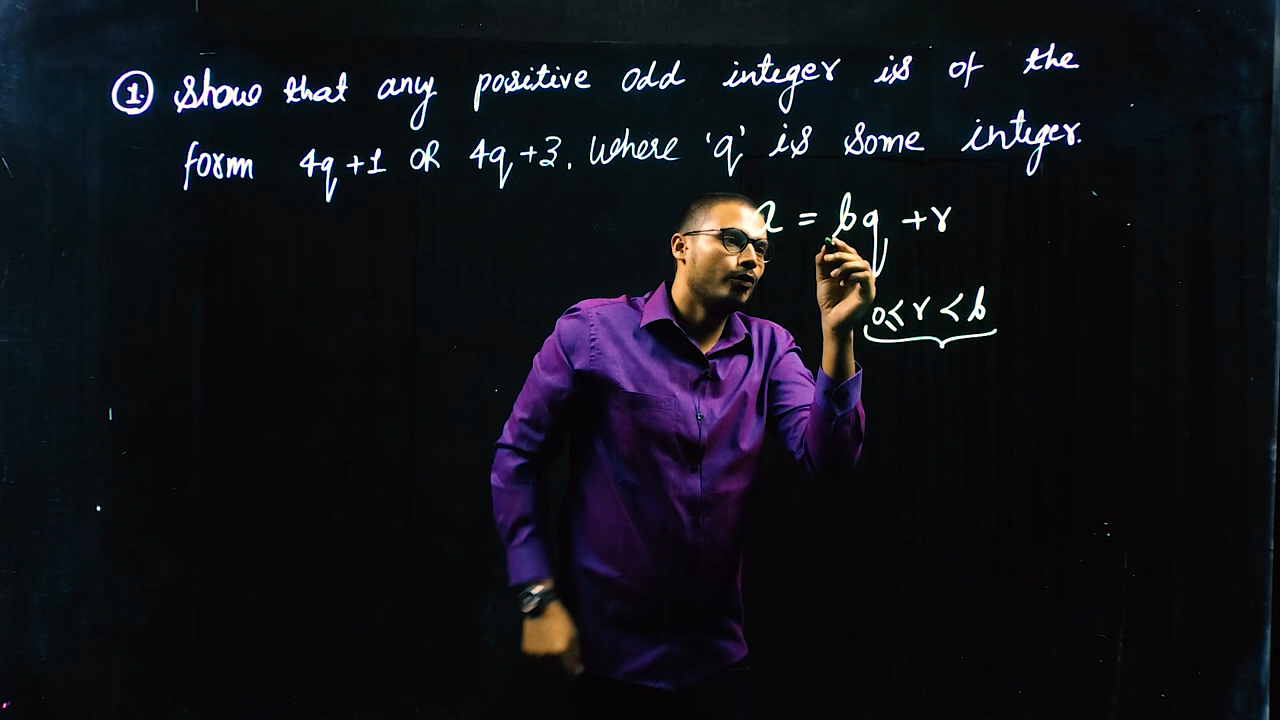 ① Show that any positive odd integer is of the
form 4q+1 OR 4q+3, Where 'q' is some integer.
a = bq + r
0 ≤ r < b